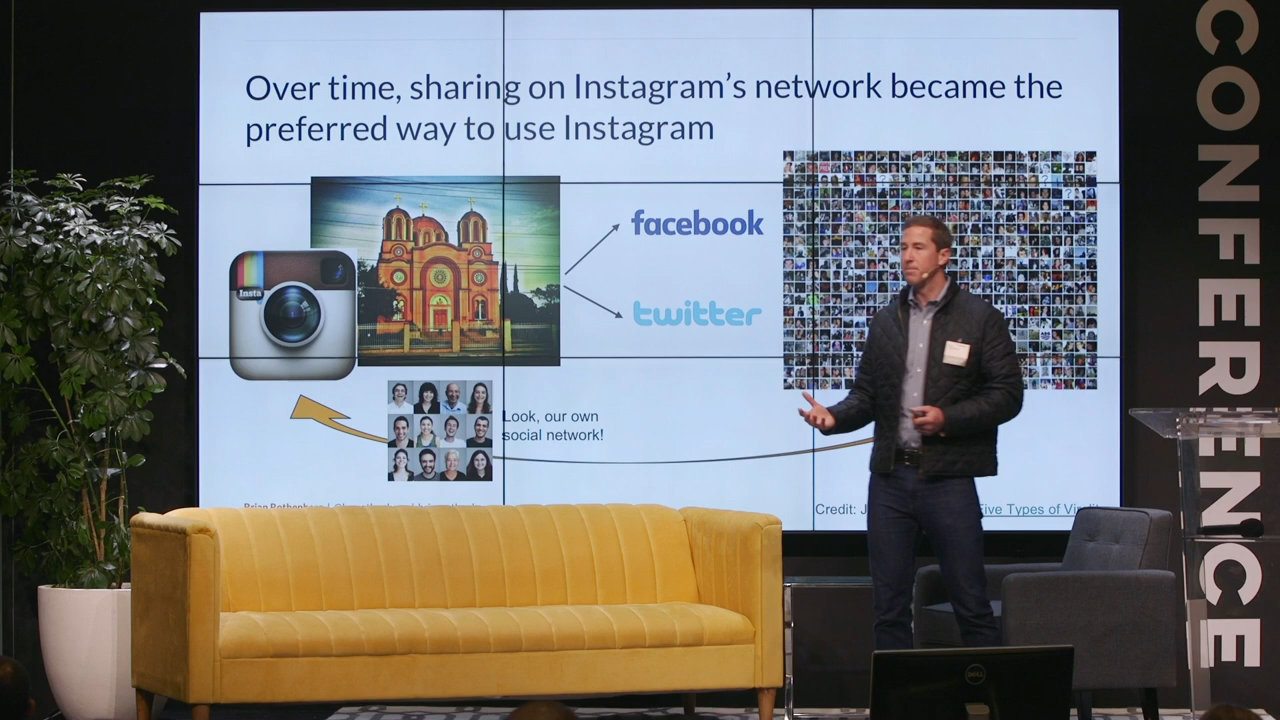 Over time, sharing on Instagram’s network became the
preferred way to use Instagram
facebook
Insta
twitter
Look, our own
social network!
Credit: J
Five Types of
CONFERENCE
DELL